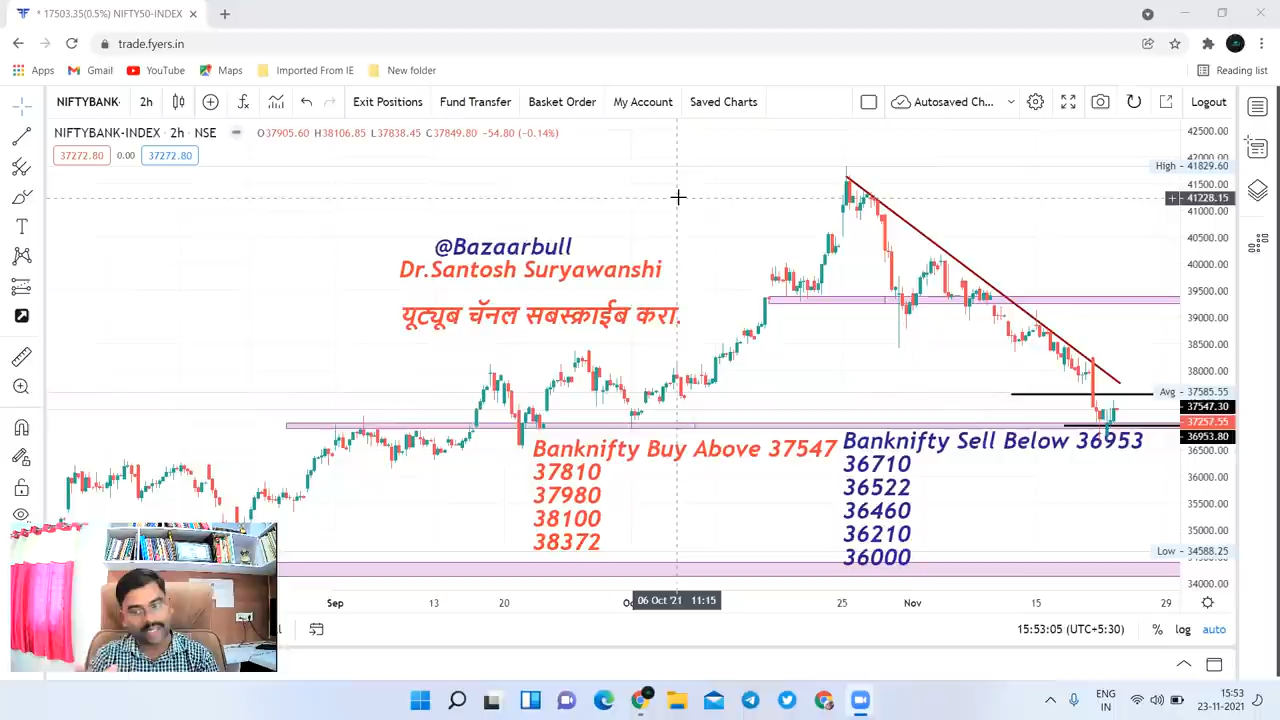 * 17503.35(0.5%) NIFTY50-INDEX
trade.fyers.in
Apps
Gmail
YouTube
Maps
Imported From IE
New folder
Reading list
NIFTYBANK-
2h
Exit Positions
Fund Transfer
Basket Order
My Account
Saved Charts
Autosaved Ch...
Logout
NIFTYBANK-INDEX · 2h · NSE
O37905.60 H38106.85 L37838.45 C37849.80 -54.80 (-0.14%)
37272.80 0.00 37272.80
42500.00
42000.00
High - 41829.60
41500.00
41228.15
41000.00
40500.00
40000.00
39500.00
39000.00
38500.00
38000.00
Avg - 37585.55
37547.30
37257.55
36953.80
36500.00
36000.00
35500.00
35000.00
Low - 34588.25
34000.00
@Bazaarbull
Dr.Santosh Suryawanshi
यूट्यूब चॅनल सबस्क्राईब करा.
Banknifty Buy Above 37547
37810
37980
38100
38372
Banknifty Sell Below 36953
36710
36522
36460
36210
36000
Sep 13 20
06 Oct '21 11:15
25 Nov 15 29
15:53:05 (UTC+5:30)
% log auto
ENG
IN
15:53
23-11-2021